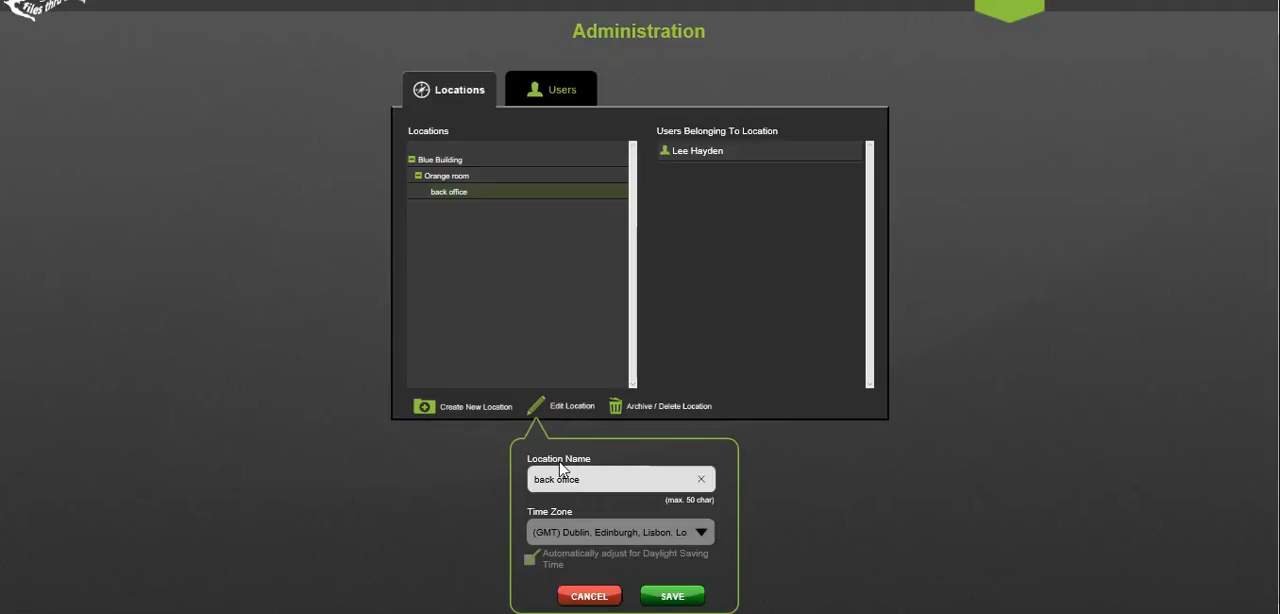 files thro
Administration
Locations
Users
Locations
Users Belonging To Location
Blue Building
Lee Hayden
Orange room
back office
Create New Location
Edit Location
Archive / Delete Location
Location Name
back office
(max. 50 char)
Time Zone
(GMT) Dublin, Edinburgh, Lisbon. Lo
Automatically adjust for Daylight Saving
Time
CANCEL
SAVE